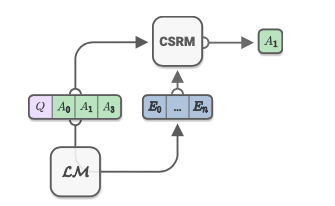 CSRM A₁
Q A₀ A₁ A₃ E₀ ... Eₙ
ℒℳ